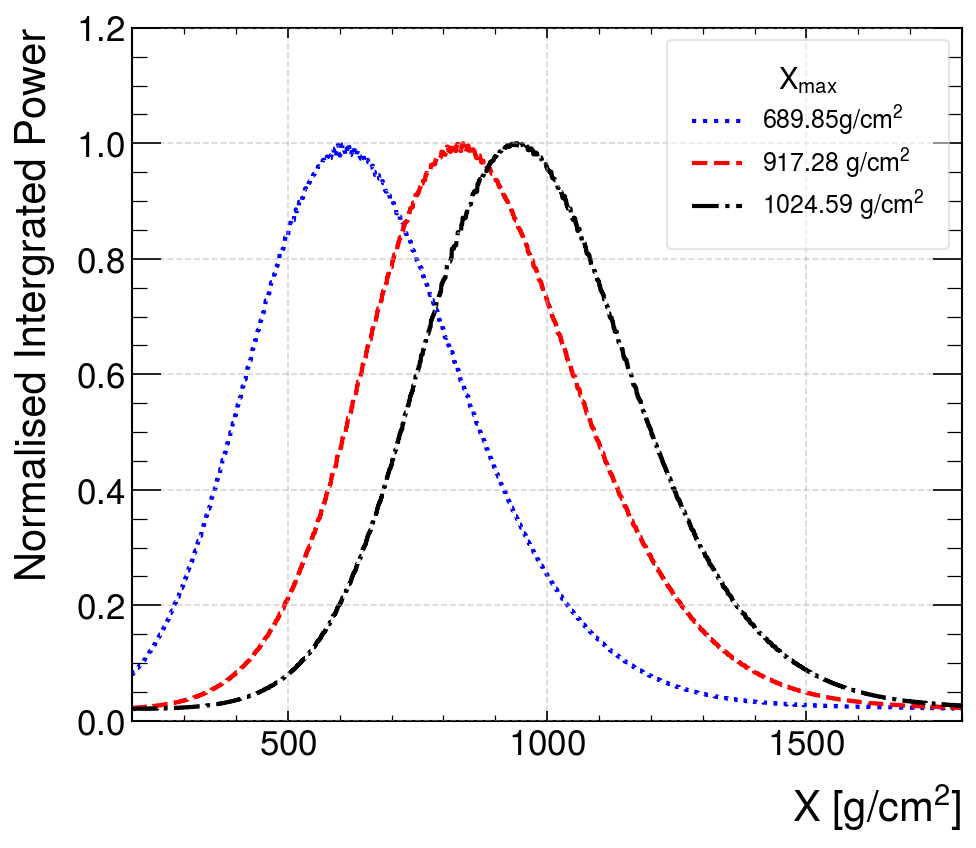 Normalised Intergrated Power
1.2
1.0
0.8
0.6
0.4
0.2
0.0
X_max
689.85g/cm²
917.28 g/cm²
1024.59 g/cm²
500
1000
1500
X [g/cm²]